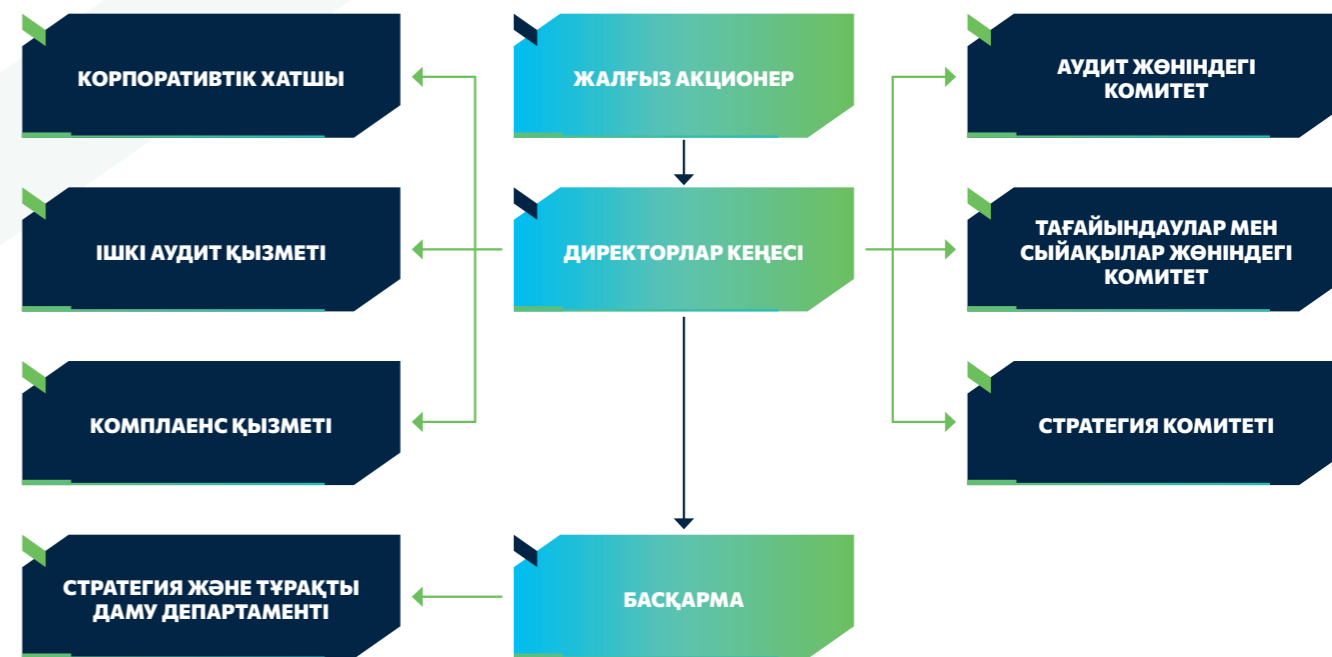 КОРПОРАТИВТІК ХАТШЫ
ЖАЛҒЫЗ АКЦИОНЕР
АУДИТ ЖӨНІНДЕГІ
КОМИТЕТ
ІШКІ АУДИТ ҚЫЗМЕТІ
ДИРЕКТОРЛАР КЕҢЕСІ
ТАҒАЙЫНДАУЛАР МЕН
СЫЙАҚЫЛАР ЖӨНІНДЕГІ
КОМИТЕТ
КОМПЛАЕНС ҚЫЗМЕТІ
СТРАТЕГИЯ КОМИТЕТІ
СТРАТЕГИЯ ЖӘНЕ ТҰРАҚТЫ
ДАМУ ДЕПАРТАМЕНТІ
БАСҚАРМА